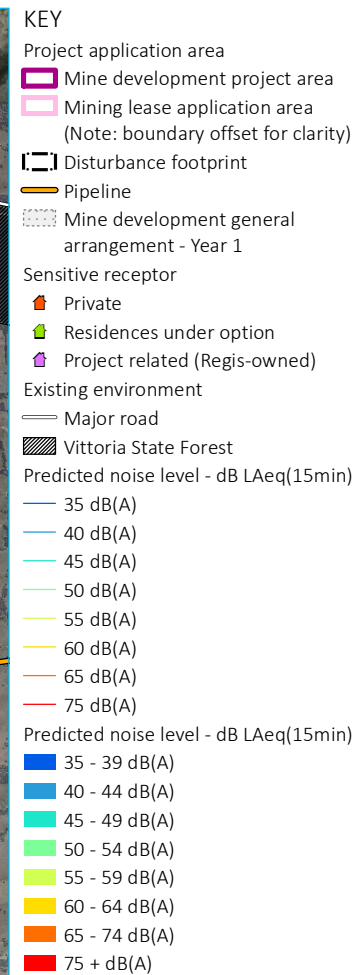 KEY
Project application area
Mine development project area
Mining lease application area
(Note: boundary offset for clarity)
Disturbance footprint
Pipeline
Mine development general
arrangement - Year 1
Sensitive receptor
Private
Residences under option
Project related (Regis-owned)
Existing environment
Major road
Vittoria State Forest
Predicted noise level - dB LAeq(15min)
35 dB(A)
40 dB(A)
45 dB(A)
50 dB(A)
55 dB(A)
60 dB(A)
65 dB(A)
75 dB(A)
Predicted noise level - dB LAeq(15min)
35 - 39 dB(A)
40 - 44 dB(A)
45 - 49 dB(A)
50 - 54 dB(A)
55 - 59 dB(A)
60 - 64 dB(A)
65 - 74 dB(A)
75 + dB(A)